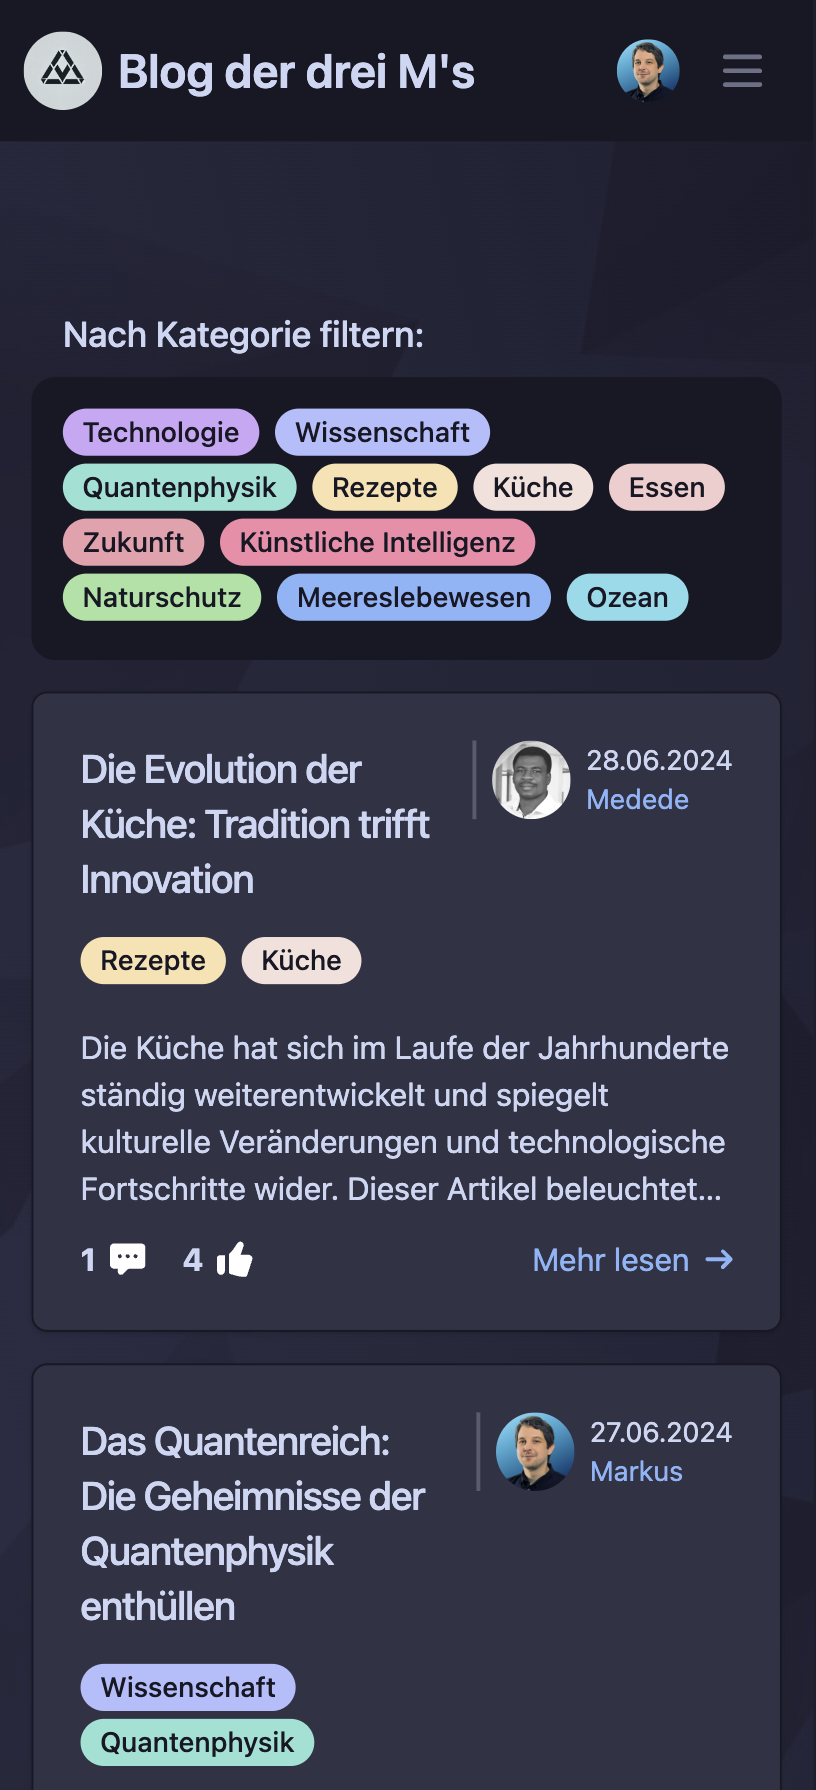 Blog der drei M's
Nach Kategorie filtern:
Technologie Wissenschaft
Quantenphysik Rezepte Küche Essen
Zukunft Künstliche Intelligenz
Naturschutz Meereslebewesen Ozean
Die Evolution der
Küche: Tradition trifft
Innovation
28.06.2024
Medede
Rezepte Küche
Die Küche hat sich im Laufe der Jahrhunderte
ständig weiterentwickelt und spiegelt
kulturelle Veränderungen und technologische
Fortschritte wider. Dieser Artikel beleuchtet...
1 4 Mehr lesen →
Das Quantenreich:
Die Geheimnisse der
Quantenphysik
enthüllen
27.06.2024
Markus
Wissenschaft
Quantenphysik